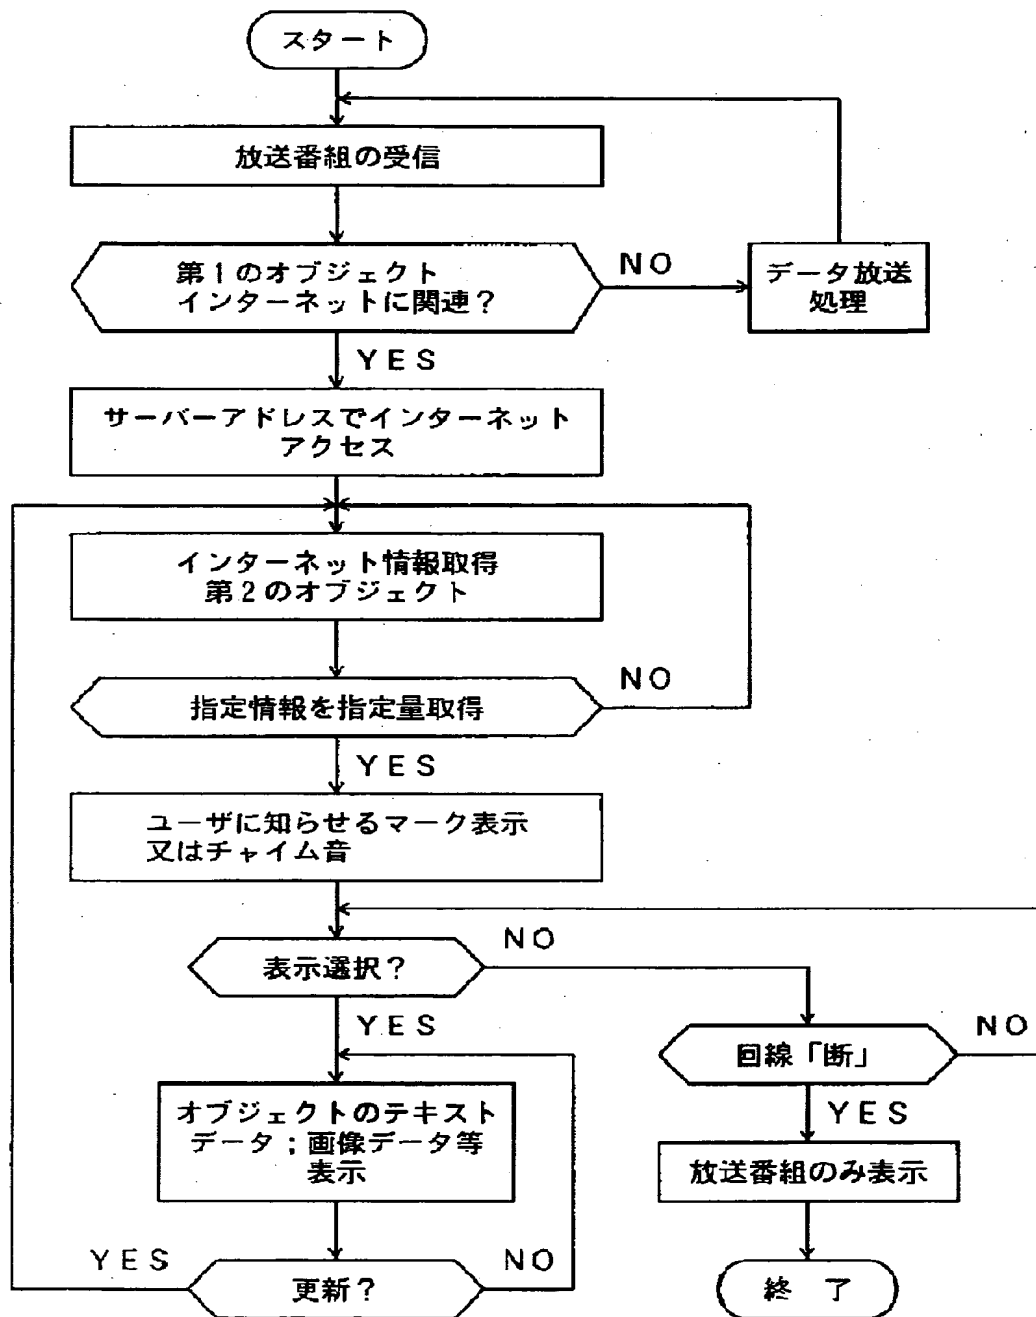 スタート
放送番組の受信
第1のオブジェクト
インターネットに関連?
NO
データ放送
処理
YES
サーバーアドレスでインターネット
アクセス
インターネット情報取得
第2のオブジェクト
指定情報を指定量取得
NO
YES
ユーザに知らせるマーク表示
又はチャイム音
表示選択?
NO
YES
回線「断」
NO
YES
オブジェクトのテキスト
データ;画像データ等
表示
放送番組のみ表示
更新?
YES
NO
終 了